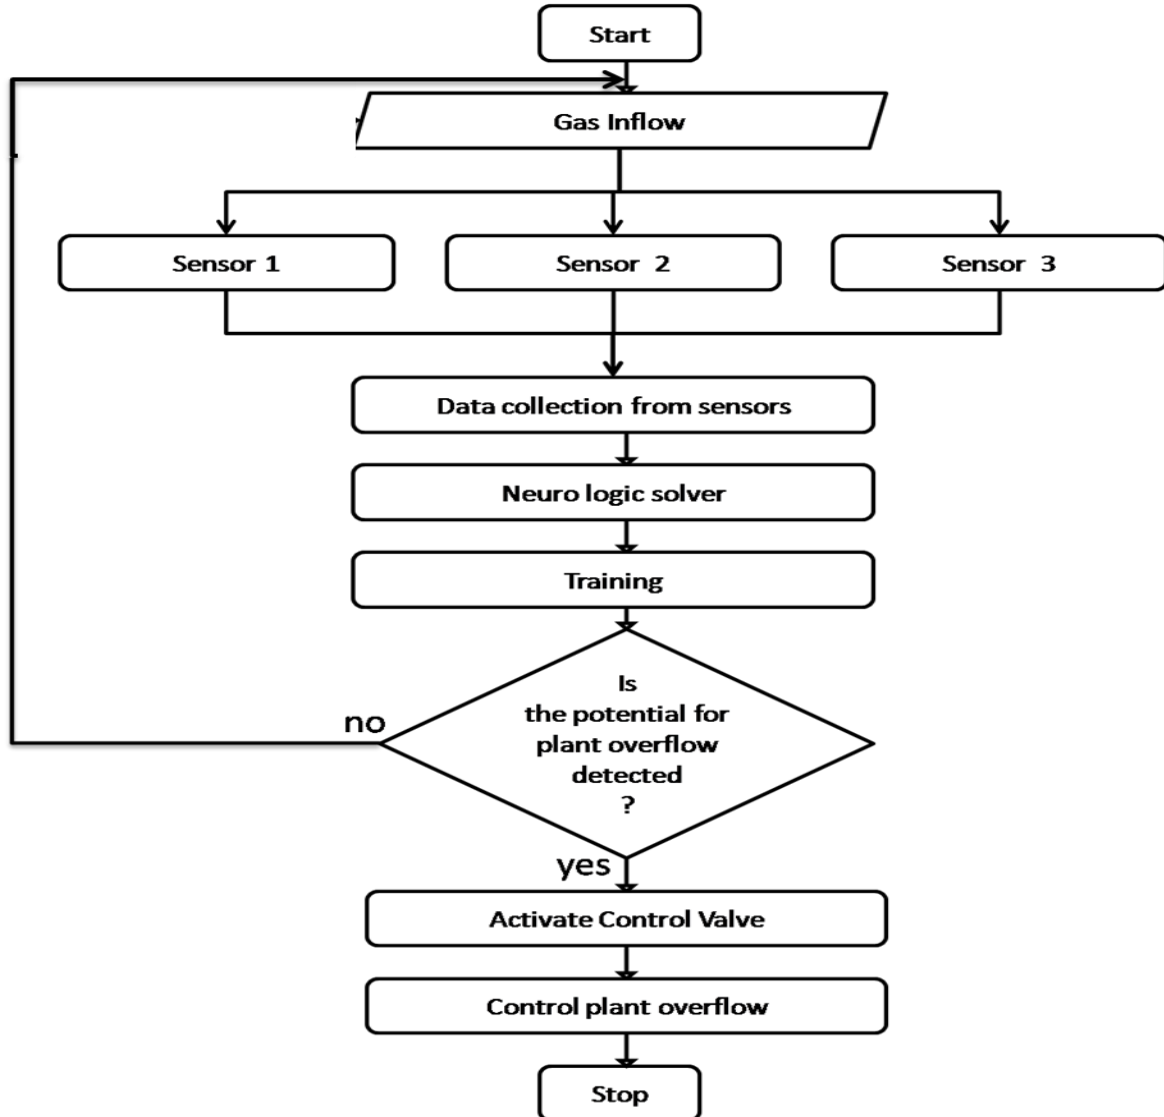 Start
Gas Inflow
Sensor 1
Sensor 2
Sensor 3
Data collection from sensors
Neuro logic solver
Training
Is
the potential for
plant overflow
detected
?
no
yes
Activate Control Valve
Control plant overflow
Stop